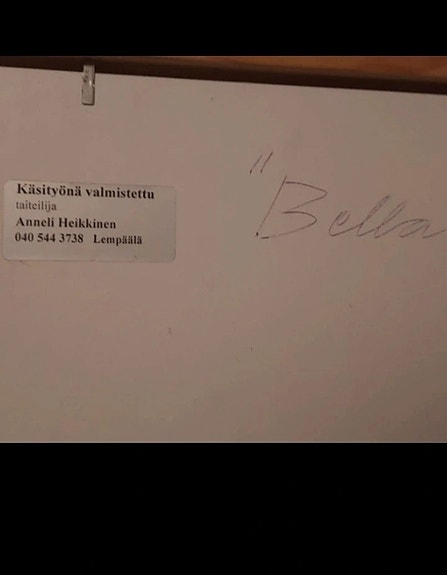 Käsityönä valmistettu
taiteilija
Anneli Heikkinen
040 544 3738 Lempäälä
"Bella